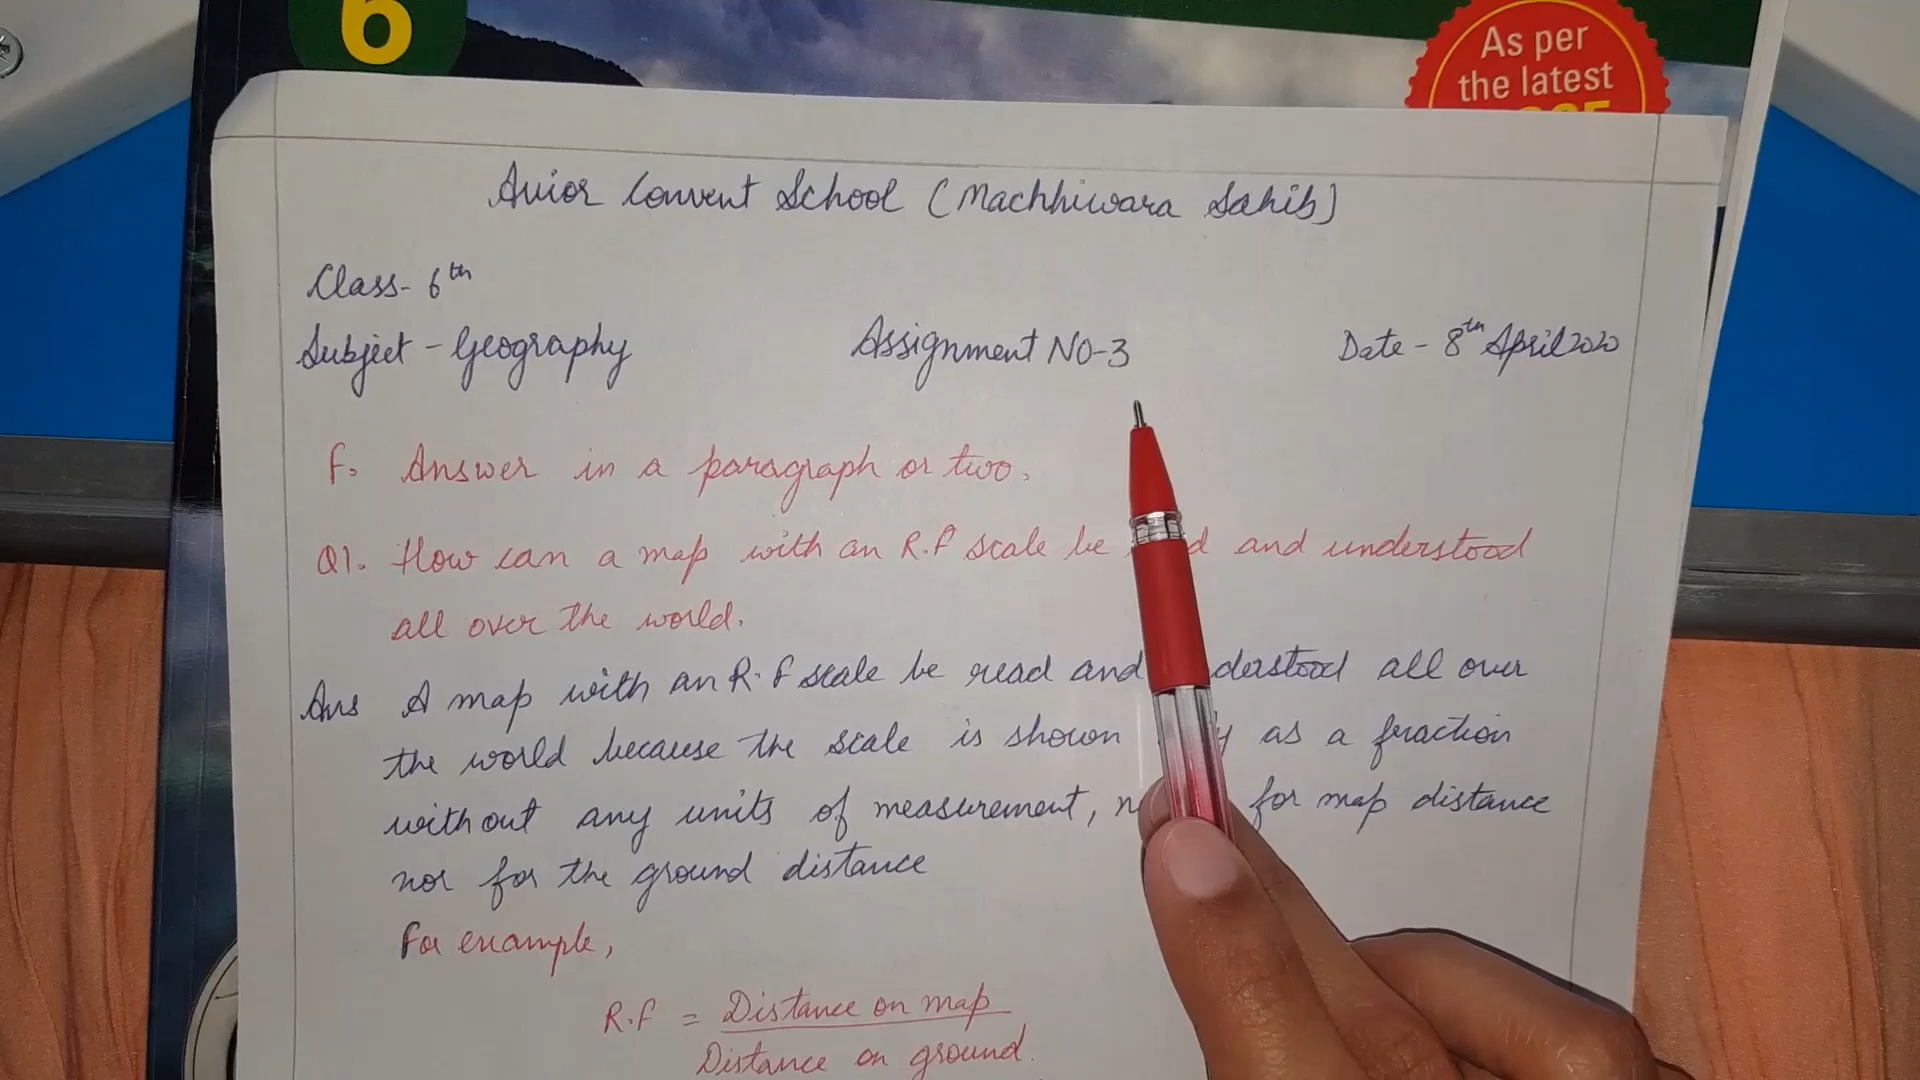 6
As per
the latest
Avior Convent School (Machhiwara Sahib)
Class- 6th
Subject - Geography Assignment NO-3 Date - 8th April 2020
F. Answer in a paragraph or two.
Q1. How can a map with an R.F scale be and understood
all over the world.
Ans A map with an R.F scale be read and understood all over
the world because the scale is shown as a fraction
without any units of measurement, for map distance
nor for the ground distance
For example,
R.F = Distance on map
Distance on ground.